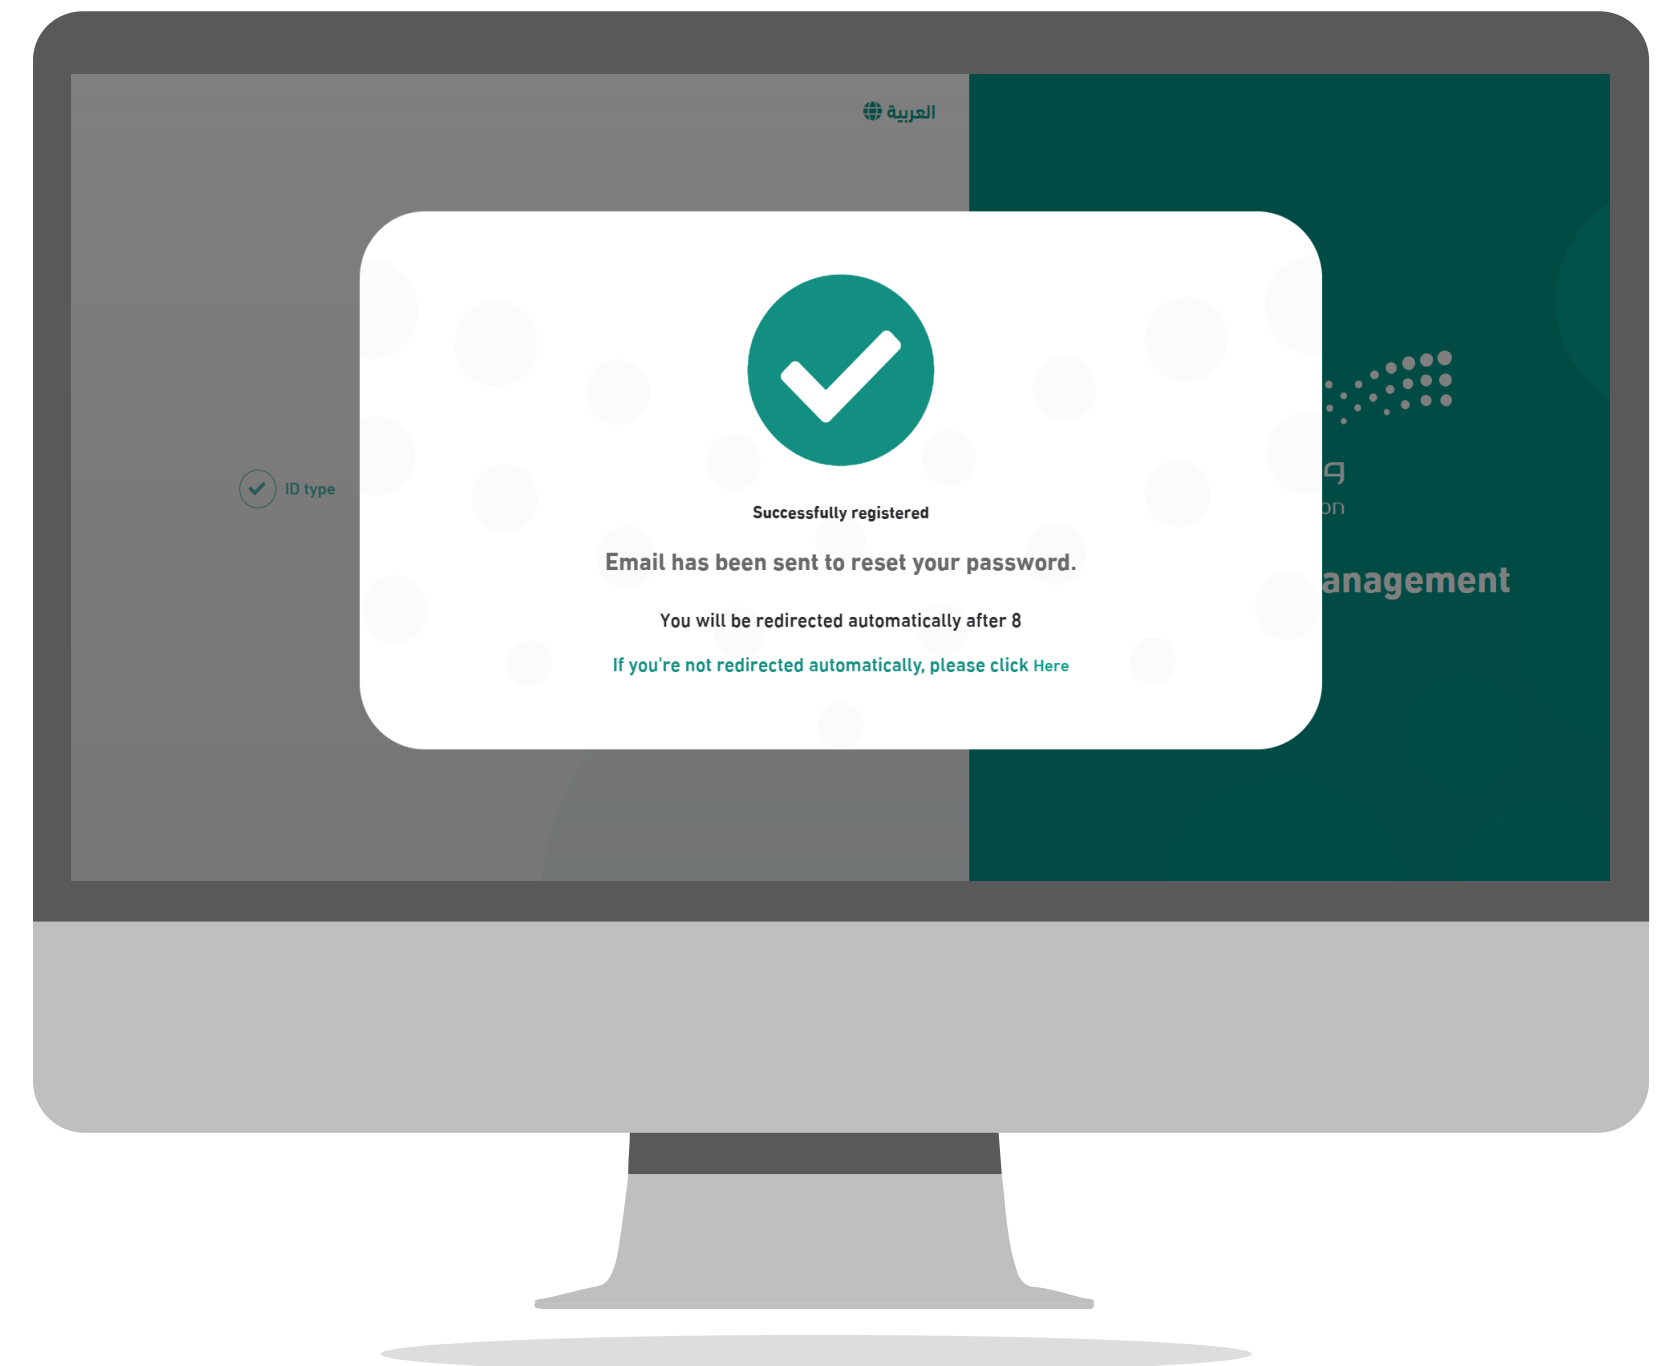 العربية
ID type
Successfully registered
Email has been sent to reset your password.
You will be redirected automatically after 8
If you're not redirected automatically, please click Here